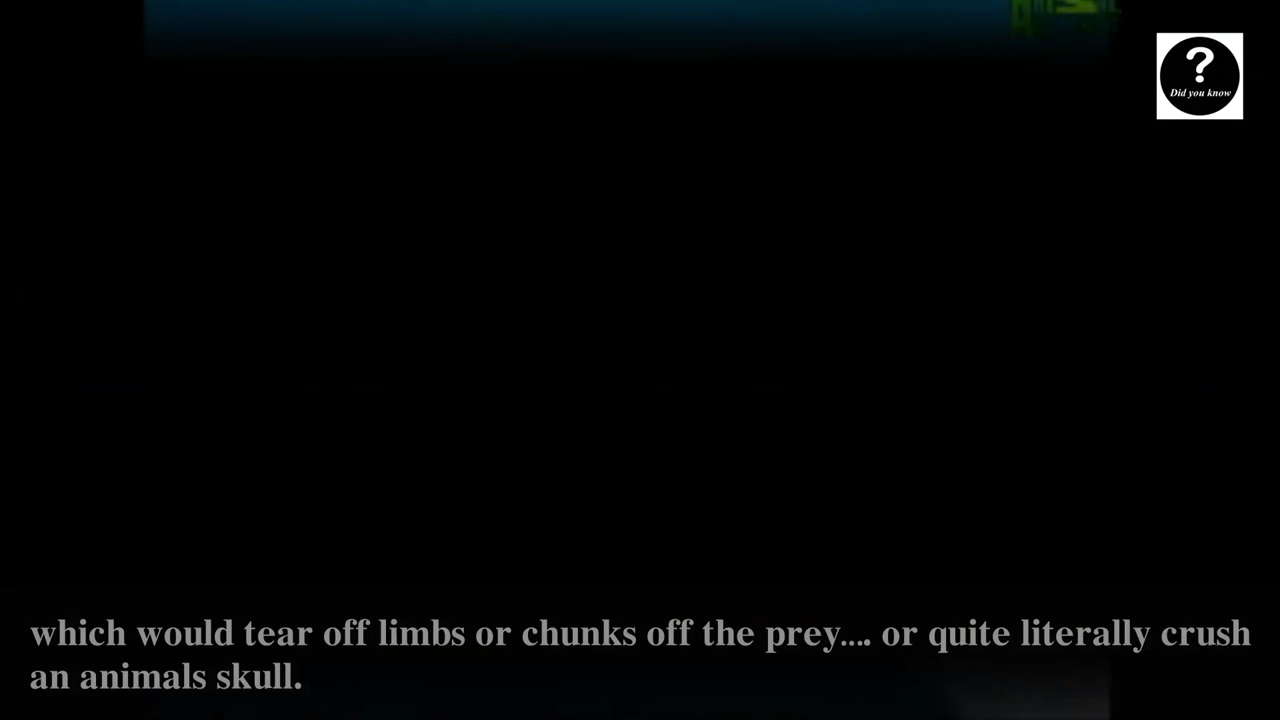 ?
Did you know
which would tear off limbs or chunks off the prey.... or quite literally crush
an animals skull.